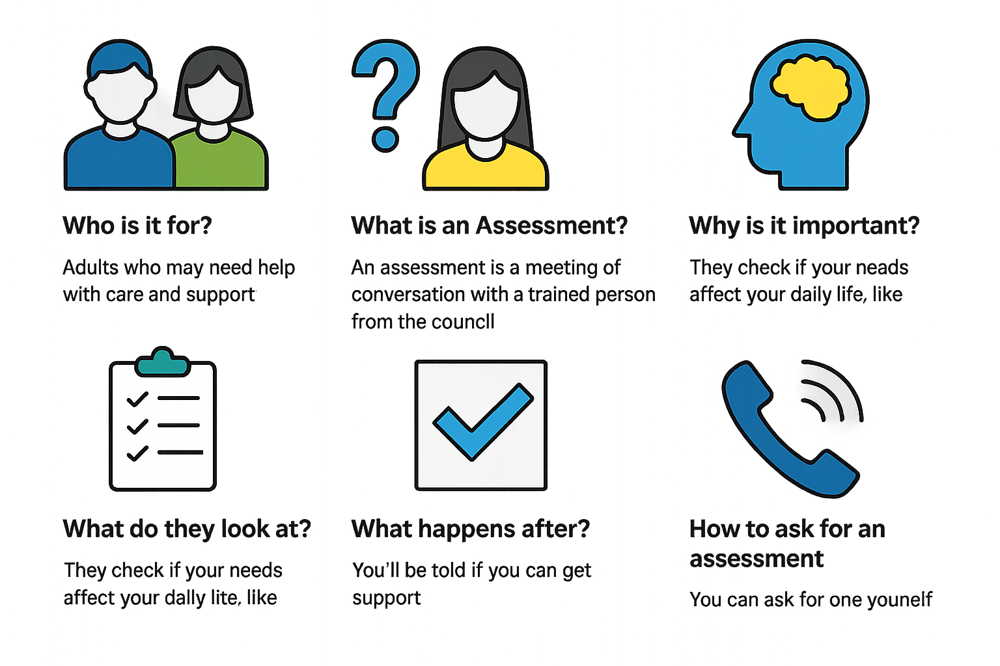 Who is it for?
Adults who may need help
with care and support
What is an Assessment?
An assessment is a meeting of
conversation with a trained person
from the councll
Why is it important?
They check if your neads
affect your daily life, like
What do they look at?
They check if your needs
affect your dally lite, like
What happens after?
You'll be told if you can get
support
How to ask for an
assessment
You can ask for one younelf